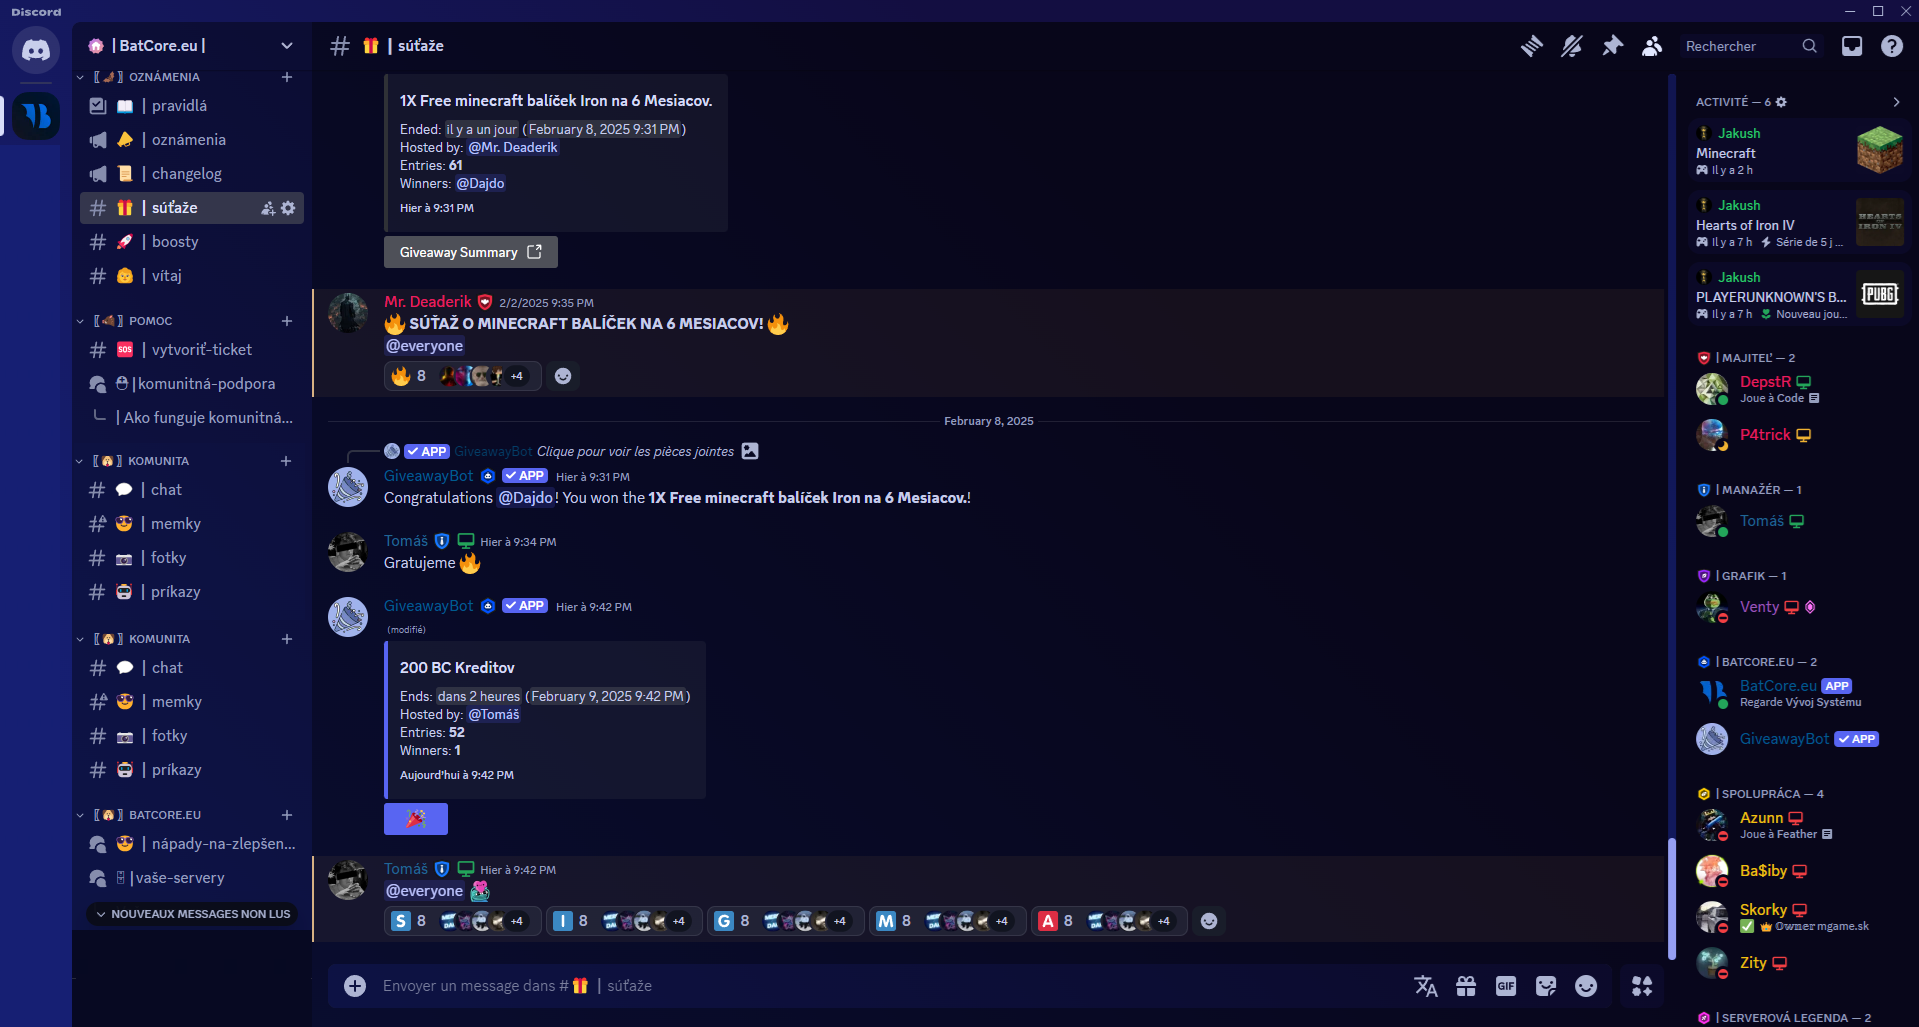 Discord
| BatCore.eu |
〚🦇〛OZNÁMENIA
| pravidlá
| oznámenia
| changelog
| súťaže
| boosty
| vítaj
〚🦇〛POMOC
SOS | vytvoriť-ticket
|komunitná-podpora
| Ako funguje komunitná...
〚🙀〛KOMUNITA
| chat
| memky
| fotky
| príkazy
〚🙀〛KOMUNITA
| chat
| memky
| fotky
| príkazy
〚🙀〛BATCORE.EU
| nápady-na-zlepšen...
|vaše-servery
NOUVEAUX MESSAGES NON LUS
# 🎁 | súťaže
Rechercher
1X Free minecraft balíček Iron na 6 Mesiacov.
Ended: il y a un jour (February 8, 2025 9:31 PM)
Hosted by: @Mr. Deaderik
Entries: 61
Winners: @Dajdo
Hier à 9:31 PM
Giveaway Summary
Mr. Deaderik 2/2/2025 9:35 PM
🔥 SÚŤAŽ O MINECRAFT BALÍČEK NA 6 MESIACOV! 🔥
@everyone
🔥 8 +4
February 8, 2025
✓ APP GiveawayBot Clique pour voir les pièces jointes
GiveawayBot ✓ APP Hier à 9:31 PM
Congratulations @Dajdo! You won the 1X Free minecraft balíček Iron na 6 Mesiacov.!
Tomáš Hier à 9:34 PM
Gratujeme 🔥
GiveawayBot ✓ APP Hier à 9:42 PM
(modifié)
200 BC Kreditov
Ends: dans 2 heures (February 9, 2025 9:42 PM)
Hosted by: @Tomáš
Entries: 52
Winners: 1
Aujourd'hui à 9:42 PM
Tomáš Hier à 9:42 PM
@everyone
S 8 +4 I 8 +4 G 8 +4 M 8 +4 A 8 +4
Envoyer un message dans # 🎁 | súťaže
GIF
ACTIVITÉ — 6
Jakush
Minecraft
Il y a 2 h
Jakush
Hearts of Iron IV
Il y a 7 h Série de 5 j ...
HEARTS OF IRON IV
Jakush
PLAYERUNKNOWN'S B...
Il y a 7 h Nouveau jou...
PUBG
| MAJITEĽ — 2
DepstR
Joue à Code
P4trick
| MANAŽÉR — 1
Tomáš
| GRAFIK — 1
Venty
| BATCORE.EU — 2
BatCore.eu APP
Regarde Vývoj Systému
GiveawayBot ✓ APP
| SPOLUPRÁCA — 4
Azunn
Joue à Feather
Ba$iby
Skorky
✅ 👑 Owner mgame.sk
Zity
| SERVEROVÁ LEGENDA — 2